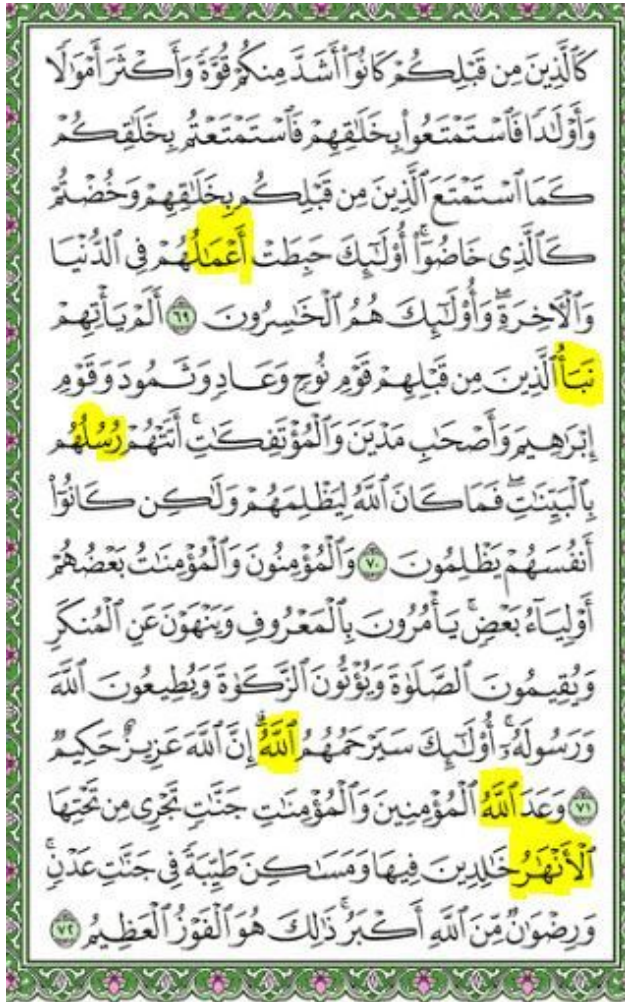 كَٱلَّذِينَ مِن قَبْلِكُمْ كَانُوٓا۟ أَشَدَّ مِنكُمْ قُوَّةً وَأَكْثَرَ أَمْوَٰلًا
وَأَوْلَٰدًا فَٱسْتَمْتَعُوا۟ بِخَلَٰقِهِمْ فَٱسْتَمْتَعْتُم بِخَلَٰقِكُمْ
كَمَا ٱسْتَمْتَعَ ٱلَّذِينَ مِن قَبْلِكُم بِخَلَٰقِهِمْ وَخُضْتُمْ
كَٱلَّذِى خَاضُوٓا۟ ۚ أُو۟لَٰٓئِكَ حَبِطَتْ أَعْمَٰلُهُمْ فِى ٱلدُّنْيَا
وَٱلْءَاخِرَةِ ۖ وَأُو۟لَٰٓئِكَ هُمُ ٱلْخَٰسِرُونَ ٦٩ أَلَمْ يَأْتِهِمْ
نَبَأُ ٱلَّذِينَ مِن قَبْلِهِمْ قَوْمِ نُوحٍ وَعَادٍ وَثَمُودَ وَقَوْمِ
إِبْرَٰهِيمَ وَأَصْحَٰبِ مَدْيَنَ وَٱلْمُؤْتَفِكَٰتِ ۚ أَتَتْهُمْ رُسُلُهُم
بِٱلْبَيِّنَٰتِ ۖ فَمَا كَانَ ٱللَّهُ لِيَظْلِمَهُمْ وَلَٰكِن كَانُوٓا۟
أَنفُسَهُمْ يَظْلِمُونَ ٧٠ وَٱلْمُؤْمِنُونَ وَٱلْمُؤْمِنَٰتُ بَعْضُهُمْ
أَوْلِيَآءُ بَعْضٍ ۚ يَأْمُرُونَ بِٱلْمَعْرُوفِ وَيَنْهَوْنَ عَنِ ٱلْمُنكَرِ
وَيُقِيمُونَ ٱلصَّلَوٰةَ وَيُؤْتُونَ ٱلزَّكَوٰةَ وَيُطِيعُونَ ٱللَّهَ
وَرَسُولَهُۥٓ ۚ أُو۟لَٰٓئِكَ سَيَرْحَمُهُمُ ٱللَّهُ ۗ إِنَّ ٱللَّهَ عَزِيزٌ حَكِيمٌ
٧١ وَعَدَ ٱللَّهُ ٱلْمُؤْمِنِينَ وَٱلْمُؤْمِنَٰتِ جَنَّٰتٍ تَجْرِى مِن تَحْتِهَا
ٱلْأَنْهَٰرُ خَٰلِدِينَ فِيهَا وَمَسَٰكِنَ طَيِّبَةً فِى جَنَّٰتِ عَدْنٍ ۚ
وَرِضْوَٰنٌ مِّنَ ٱللَّهِ أَكْبَرُ ۚ ذَٰلِكَ هُوَ ٱلْفَوْزُ ٱلْعَظِيمُ ٧٢